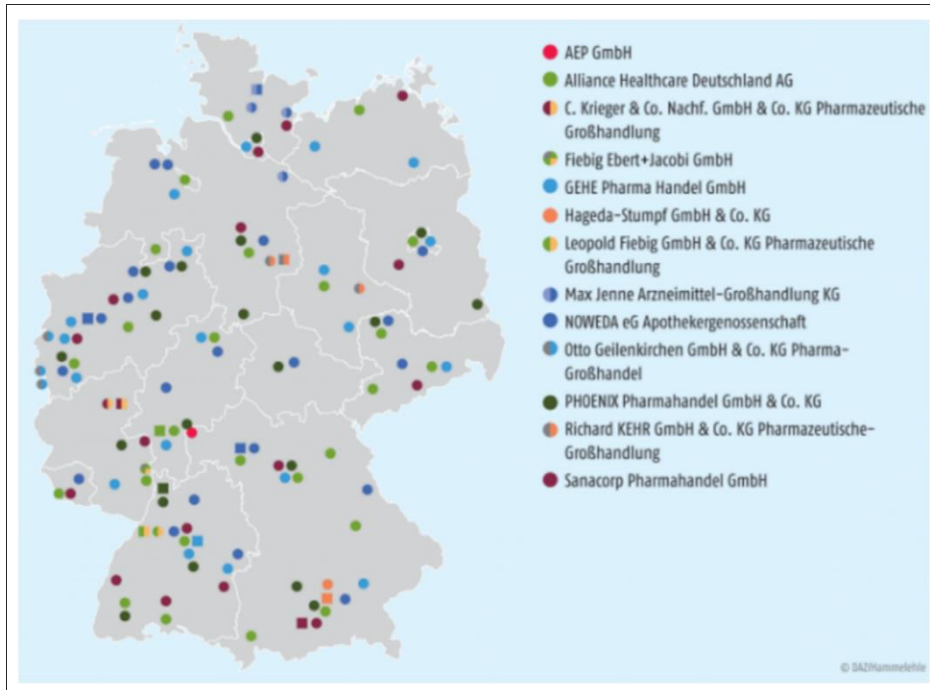 AEP GmbH
Alliance Healthcare Deutschland AG
C. Krieger & Co. Nachf. GmbH & Co. KG Pharmazeutische
Großhandlung
Fiebig Ebert+Jacobi GmbH
GEHE Pharma Handel GmbH
Hageda-Stumpf GmbH & Co. KG
Leopold Fiebig GmbH & Co. KG Pharmazeutische
Großhandlung
Max Jenne Arzneimittel-Großhandlung KG
NOWEDA eG Apothekergenossenschaft
Otto Geilenkirchen GmbH & Co. KG Pharma-
Großhandel
PHOENIX Pharmahandel GmbH & Co. KG
Richard KEHR GmbH & Co. KG Pharmazeutische-
Großhandlung
Sanacorp Pharmahandel GmbH
© DAZ/Hammelehle